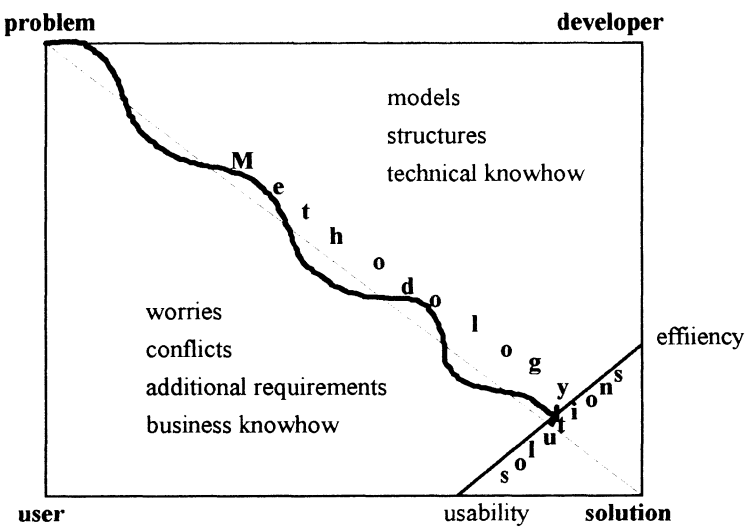 problem
developer
models
structures
technical knowhow
Methodology
worries
conflicts
additional requirements
business knowhow
effiiency
solutions
user
usability
solution